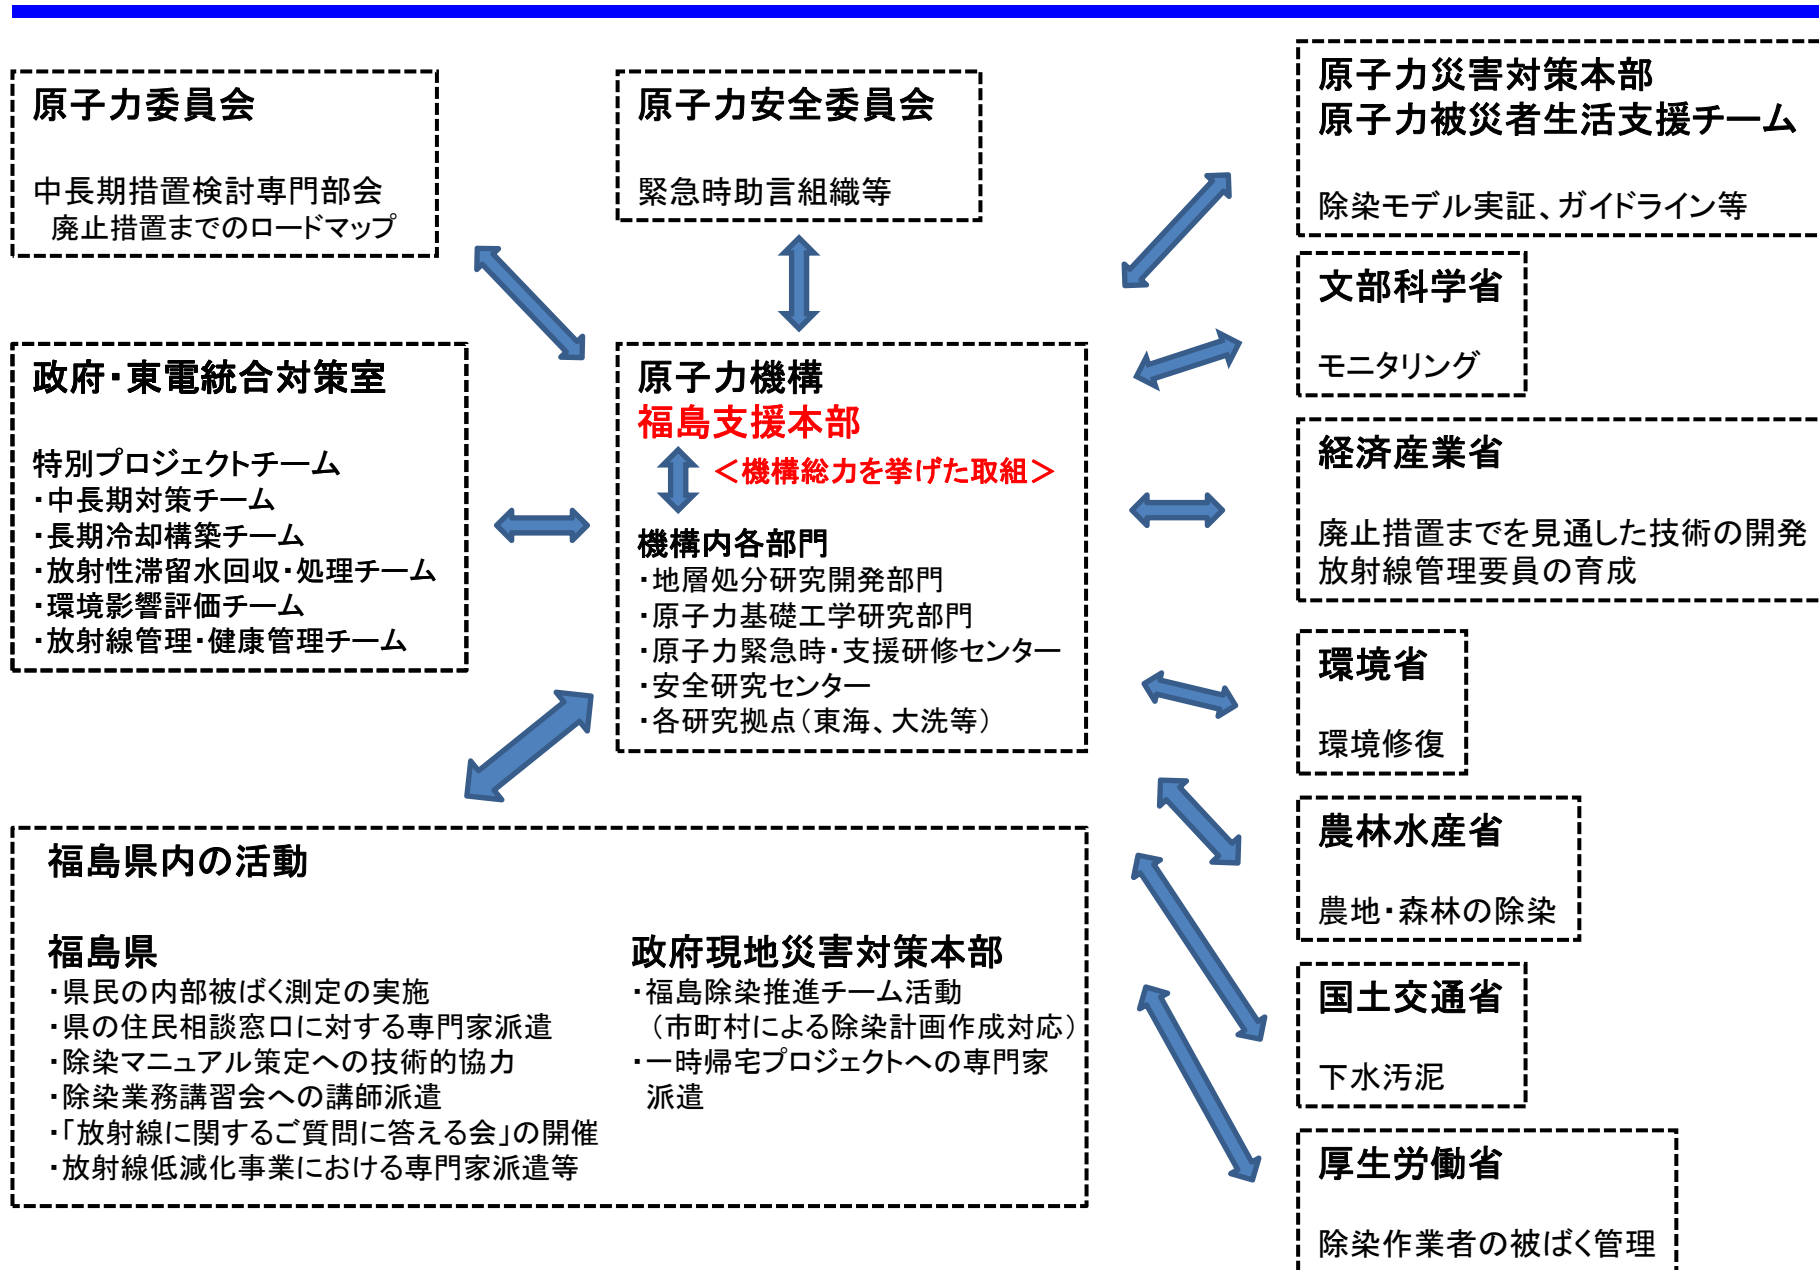 原子力委員会
中長期措置検討専門部会
廃止措置までのロードマップ
原子力安全委員会
緊急時助言組織等
原子力災害対策本部
原子力被災者生活支援チーム
除染モデル実証、ガイドライン等
文部科学省
モニタリング
政府・東電統合対策室
特別プロジェクトチーム
・中長期対策チーム
・長期冷却構築チーム
・放射性滞留水回収・処理チーム
・環境影響評価チーム
・放射線管理・健康管理チーム
原子力機構
福島支援本部
＜機構総力を挙げた取組＞
機構内各部門
・地層処分研究開発部門
・原子力基礎工学研究部門
・原子力緊急時・支援研修センター
・安全研究センター
・各研究拠点（東海、大洗等）
経済産業省
廃止措置までを見通した技術の開発
放射線管理要員の育成
環境省
環境修復
農林水産省
農地・森林の除染
国土交通省
下水汚泥
厚生労働省
除染作業者の被ばく管理
福島県内の活動
福島県
・県民の内部被ばく測定の実施
・県の住民相談窓口に対する専門家派遣
・除染マニュアル策定への技術的協力
・除染業務講習会への講師派遣
・「放射線に関するご質問に答える会」の開催
・放射線低減化事業における専門家派遣等
政府現地災害対策本部
・福島除染推進チーム活動
（市町村による除染計画作成対応）
・一時帰宅プロジェクトへの専門家
派遣